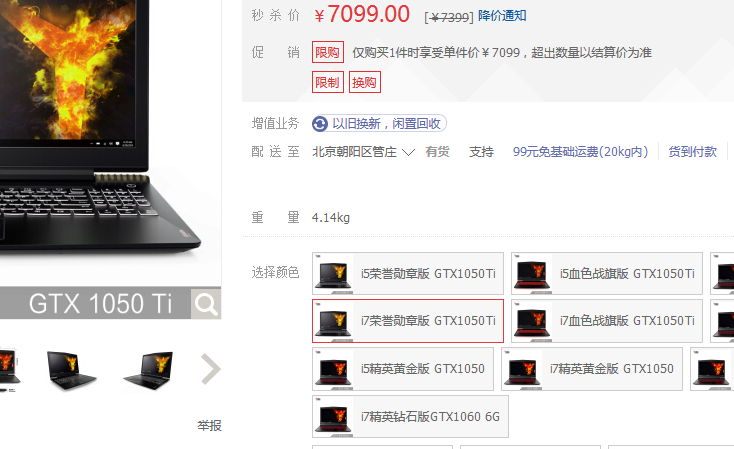 秒杀价 ￥7099.00 [￥7399] 降价通知
促销 限购 仅购买1件时享受单件价￥7099，超出数量以结算价为准
限制 换购
增值业务 以旧换新，闲置回收
配送至 北京朝阳区管庄 有货 支持 99元免基础运费(20kg内) 货到付款
重量 4.14kg
选择颜色 i5荣誉勋章版 GTX1050Ti i5血色战旗版 GTX1050Ti
i7荣誉勋章版 GTX1050Ti i7血色战旗版 GTX1050Ti
i5精英黄金版 GTX1050 i7精英黄金版 GTX1050
i7精英钻石版GTX1060 6G
GTX 1050 Ti
举报